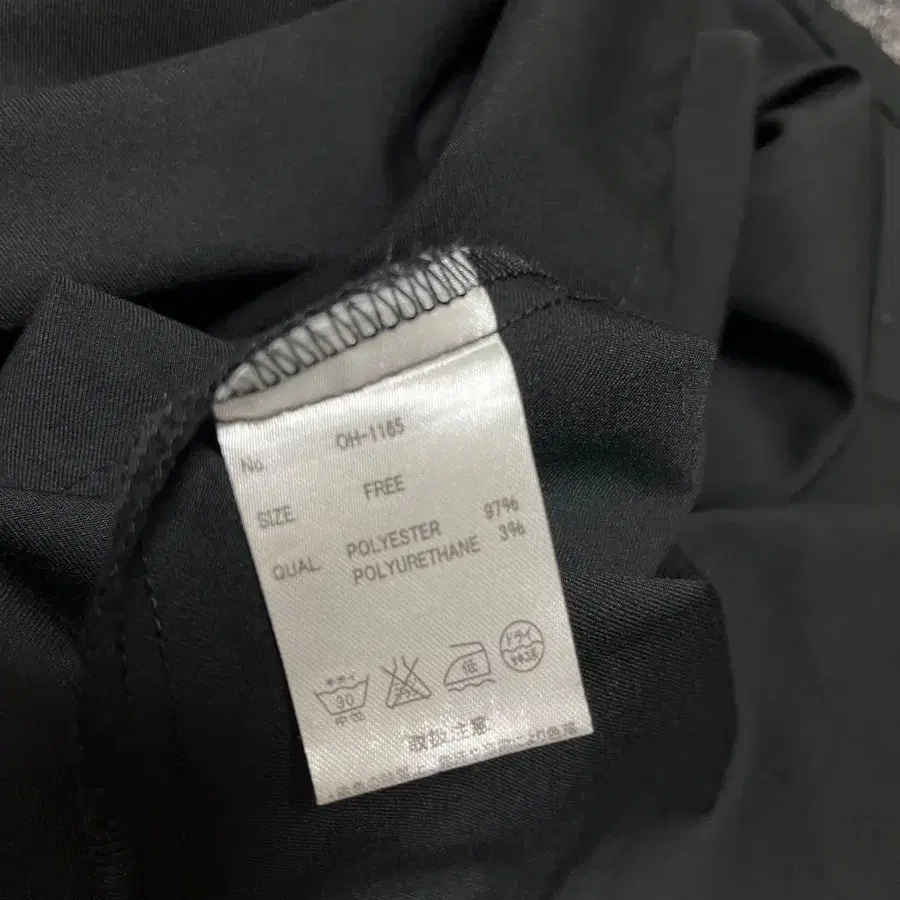 No. OH-1165
SIZE FREE
QUAL POLYESTER 97%
POLYURETHANE 3%
30 低 ドライ
中性
取扱注意